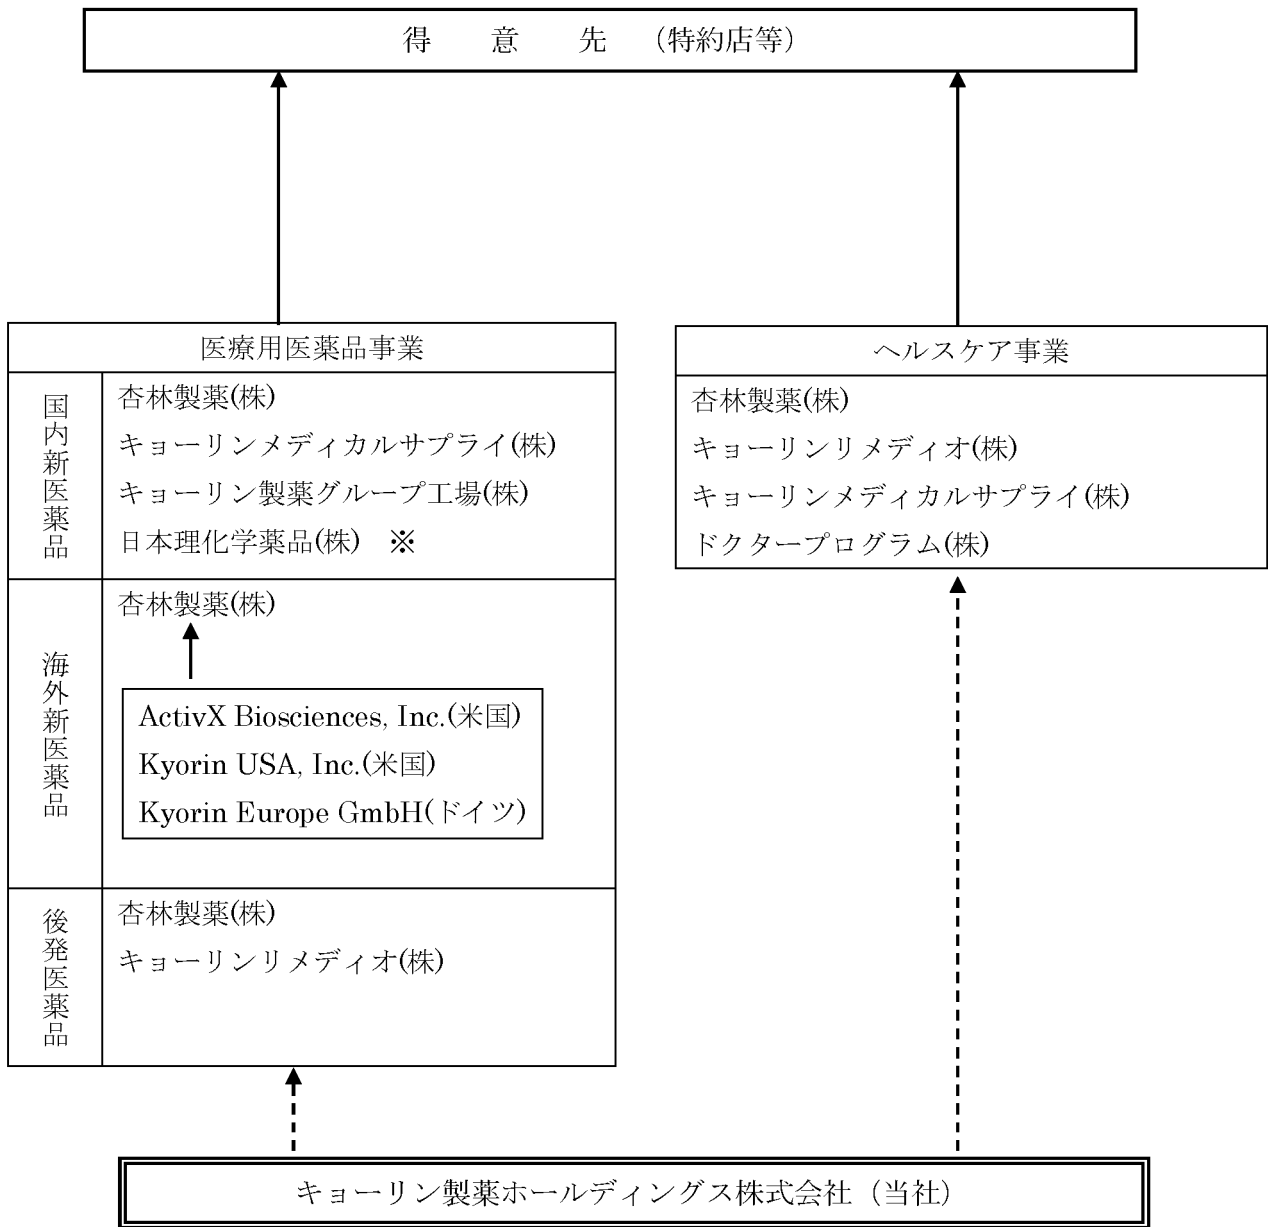 得 意 先 (特約店等)
医療用医薬品事業
国内新医薬品
杏林製薬(株)
キョーリンメディカルサプライ(株)
キョーリン製薬グループ工場(株)
日本理化学薬品(株) ※
海外新医薬品
杏林製薬(株)
ActivX Biosciences, Inc.(米国)
Kyorin USA, Inc.(米国)
Kyorin Europe GmbH(ドイツ)
後発医薬品
杏林製薬(株)
キョーリンリメディオ(株)
ヘルスケア事業
杏林製薬(株)
キョーリンリメディオ(株)
キョーリンメディカルサプライ(株)
ドクタープログラム(株)
キョーリン製薬ホールディングス株式会社 (当社)